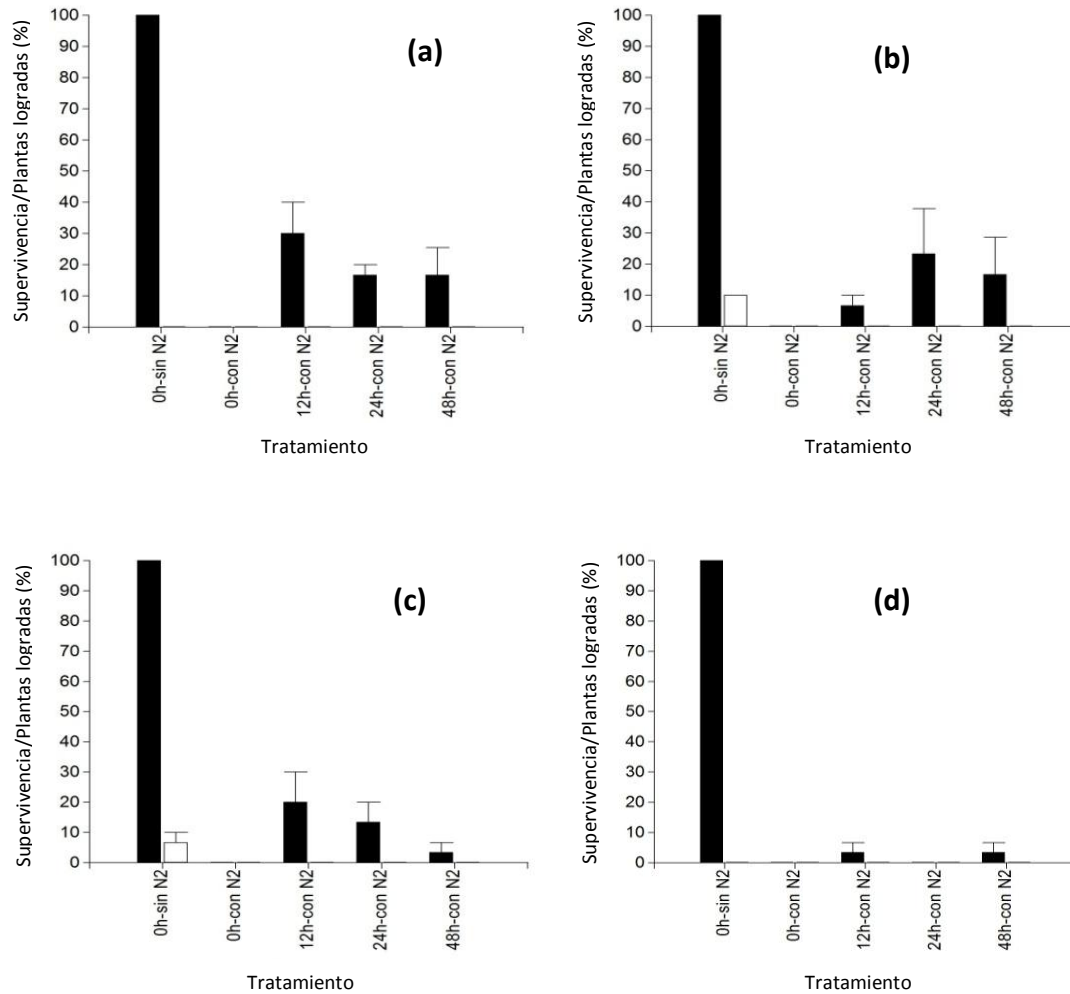 Supervivencia/Plantas logradas (%)
100
90
80
70
60
50
40
30
20
10
0
(a)
0h-sin N2
0h-con N2
12h-con N2
24h-con N2
48h-con N2
Tratamiento
Supervivencia/Plantas logradas (%)
100
90
80
70
60
50
40
30
20
10
0
(b)
0h-sin N2
0h-con N2
12h-con N2
24h-con N2
48h-con N2
Tratamiento
Supervivencia/Plantas logradas (%)
100
90
80
70
60
50
40
30
20
10
0
(c)
0h-sin N2
0h-con N2
12h-con N2
24h-con N2
48h-con N2
Tratamiento
Supervivencia/Plantas logradas (%)
100
90
80
70
60
50
40
30
20
10
0
(d)
0h-sin N2
0h-con N2
12h-con N2
24h-con N2
48h-con N2
Tratamiento